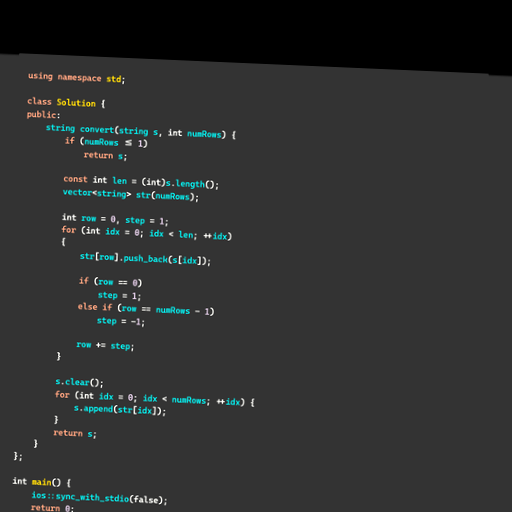 using namespace std;
class Solution {
public:
string convert(string s, int numRows) {
if (numRows ≤ 1)
return s;
const int len = (int)s.length();
vector<string> str(numRows);
int row = 0, step = 1;
for (int idx = 0; idx < len; ++idx)
{
str[row].push_back(s[idx]);
if (row == 0)
step = 1;
else if (row == numRows - 1)
step = -1;
row += step;
}
s.clear();
for (int idx = 0; idx < numRows; ++idx) {
s.append(str[idx]);
}
return s;
}
};
int main() {
ios::sync_with_stdio(false);
return 0;